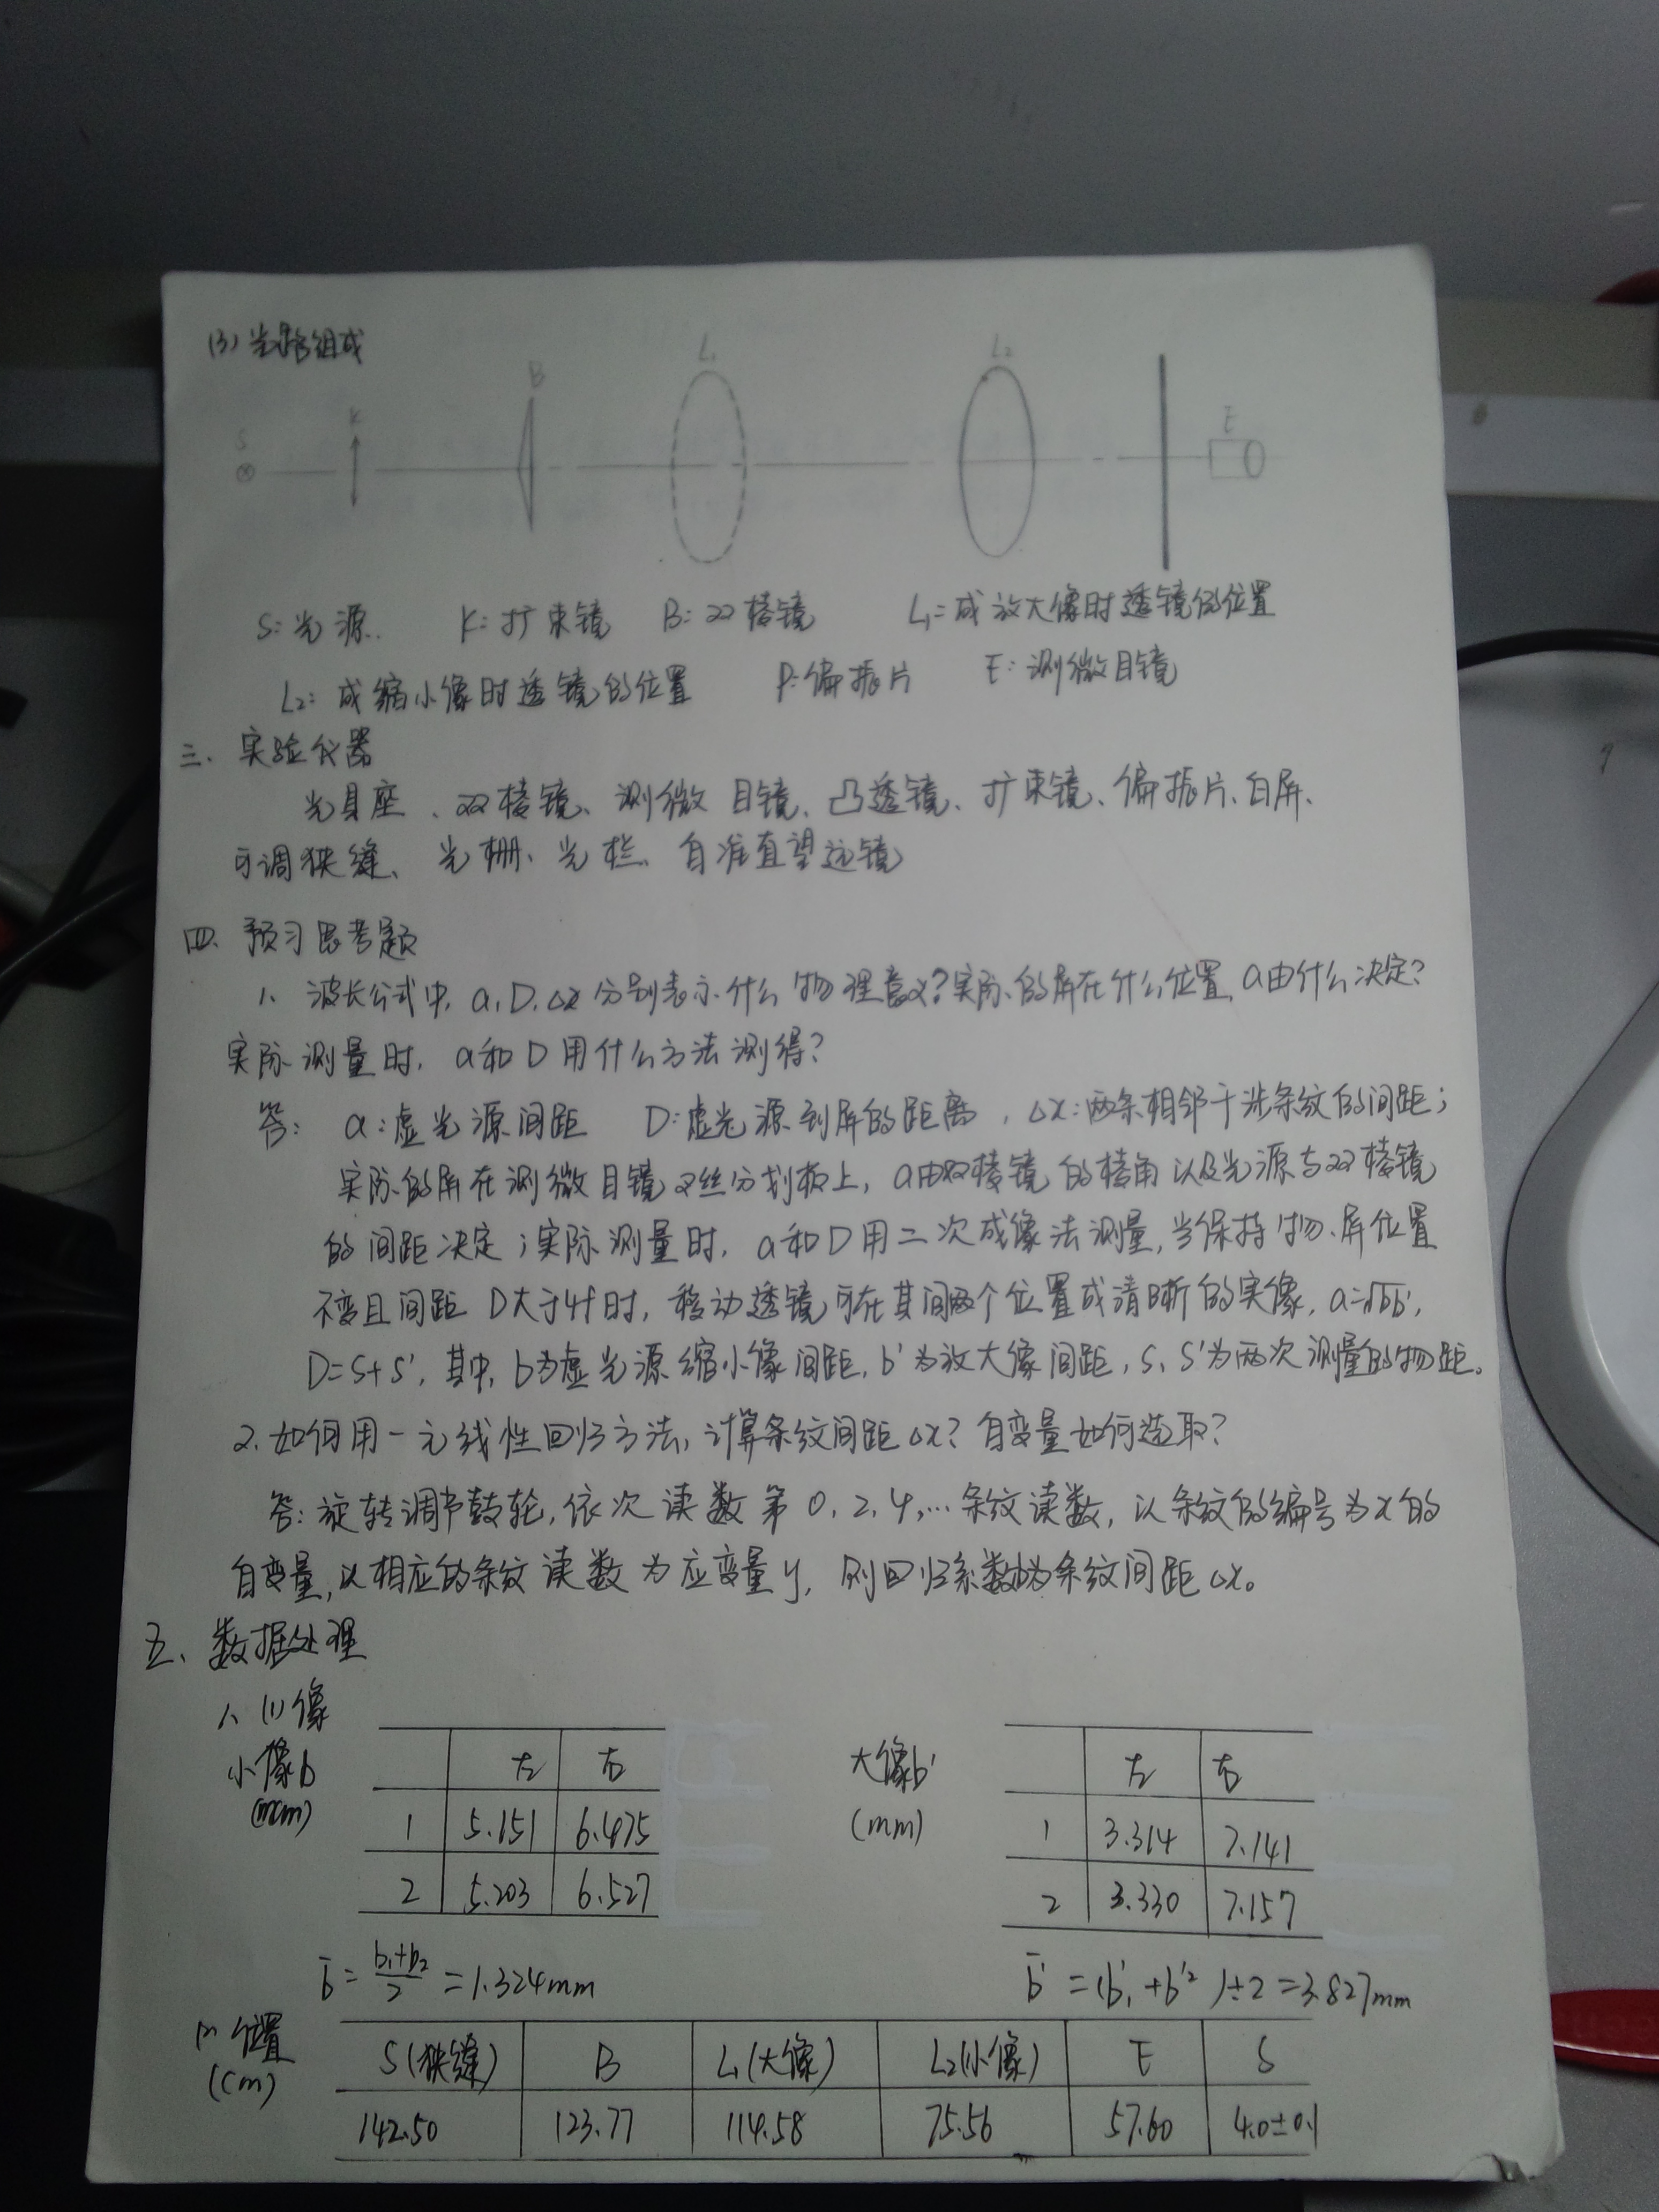 (3) 光路组成
S K B L₁ L₂ E
S: 光源. K: 扩束镜 B: 双棱镜 L₁: 成放大像时透镜的位置
L₂: 成缩小像时透镜的位置 P: 偏振片 E: 测微目镜
三、实验仪器
光具座、双棱镜、测微目镜、凸透镜、扩束镜、偏振片、白屏、
可调狭缝、光栅、光栏、自准直望远镜
四、预习思考题
1、波长公式中, a, D, Δx 分别表示什么物理意义? 实际的屏在什么位置, a由什么决定?
实际测量时, a和D用什么方法测得?
答: a: 虚光源间距 D: 虚光源到屏的距离, Δx: 两条相邻干涉条纹的间距;
实际的屏在测微目镜叉丝分划板上, a由双棱镜的棱角以及光源与双棱镜
的间距决定; 实际测量时, a和D用二次成像法测量, 当保持物、屏位置
不变且间距D大于4f时, 移动透镜可在其间两个位置成清晰的实像, a=√bb',
D=S+S', 其中, b为虚光源缩小像间距, b'为放大像间距, S、S'为两次测量的物距。
2. 如何用一元线性回归方法, 计算条纹间距Δx? 自变量如何选取?
答: 旋转调节鼓轮, 依次读数第0, 2, 4, … 条纹读数, 以条纹的编号为x的
自变量, 以相应的条纹读数为应变量y, 则回归系数b为条纹间距Δx。
五、数据处理
1、(1) 像
小像b (mm) 左 右
1 5.151 6.475
2 5.203 6.527
大像b' (mm) 左 右
1 3.314 7.141
2 3.330 7.157
b̄ = (b₁+b₂)/2 = 1.324mm
b̄' = (b'₁+b'₂)÷2 = 3.827mm
位置 (cm) S(狭缝) B L₁(大像) L₂(小像) E S
142.50 123.77 114.58 75.56 57.60 4.0±0.1